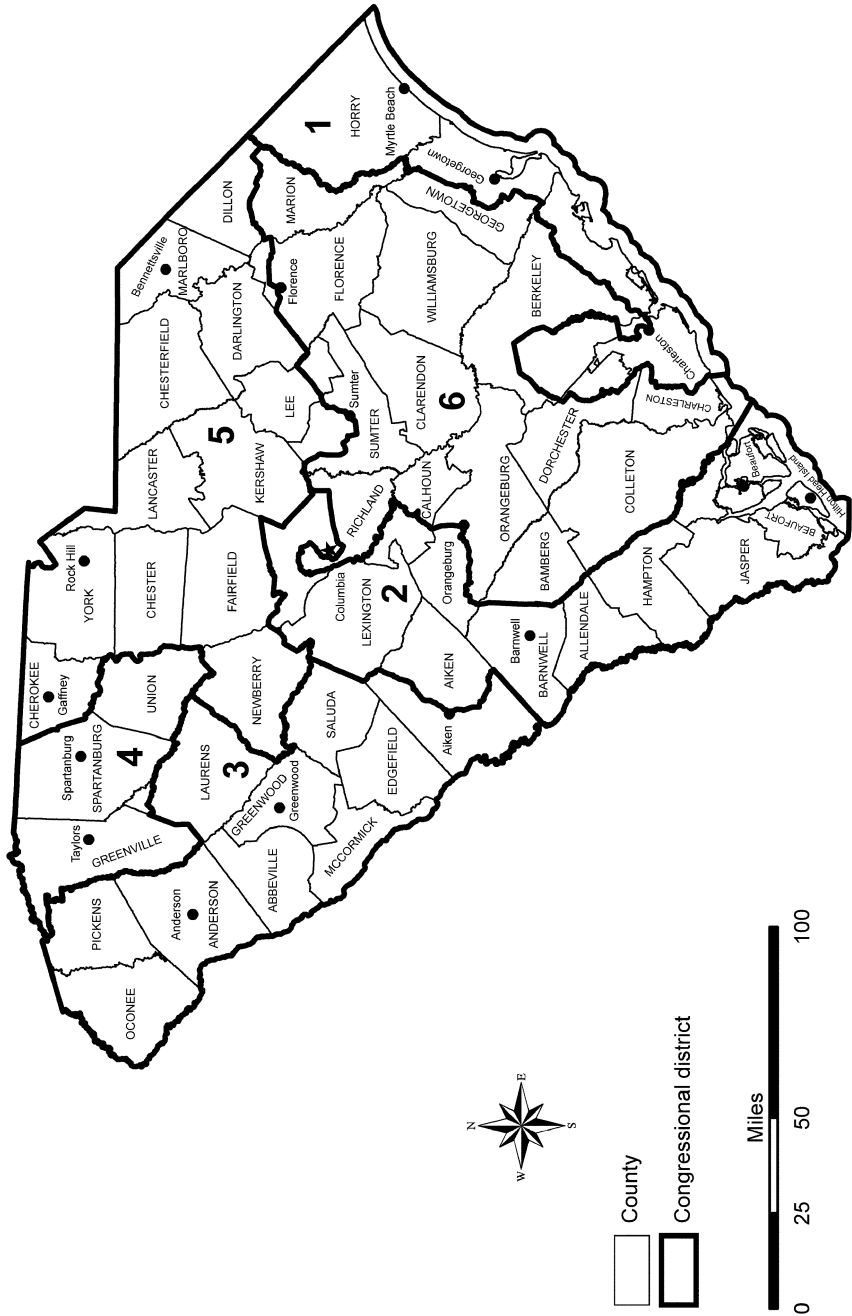 OCONEE
PICKENS
Taylors
GREENVILLE
Spartanburg
SPARTANBURG
4
CHEROKEE
Gaffney
UNION
Rock Hill
YORK
CHESTER
LANCASTER
CHESTERFIELD
Bennettsville
MARLBORO
DILLON
Anderson
ANDERSON
ABBEVILLE
GREENWOOD
Greenwood
LAURENS
3
NEWBERRY
FAIRFIELD
KERSHAW
5
LEE
DARLINGTON
Florence
FLORENCE
MARION
1
HORRY
Myrtle Beach
MCCORMICK
EDGEFIELD
SALUDA
Aiken
AIKEN
LEXINGTON
2
Columbia
RICHLAND
SUMTER
Sumter
CLARENDON
6
WILLIAMSBURG
GEORGETOWN
Georgetown
Orangeburg
CALHOUN
ORANGEBURG
BERKELEY
Barnwell
BARNWELL
BAMBERG
DORCHESTER
ALLENDALE
COLLETON
CHARLESTON
Charleston
HAMPTON
JASPER
Beaufort
BEAUFORT
Hilton Head Island
N
W
E
S
County
Congressional district
Miles
0
25
50
100